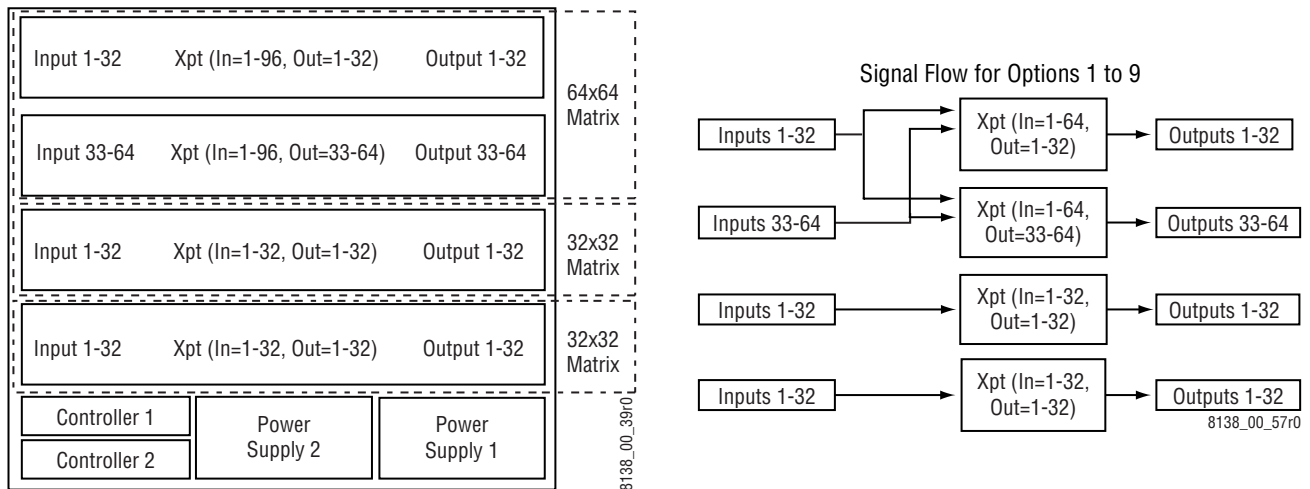 Input 1-32 Xpt (In=1-96, Out=1-32) Output 1-32
Input 33-64 Xpt (In=1-96, Out=33-64) Output 33-64
64x64
Matrix
Input 1-32 Xpt (In=1-32, Out=1-32) Output 1-32
32x32
Matrix
Input 1-32 Xpt (In=1-32, Out=1-32) Output 1-32
32x32
Matrix
Controller 1
Controller 2
Power
Supply 2
Power
Supply 1
8138_00_39r0
Signal Flow for Options 1 to 9
Inputs 1-32
Xpt (In=1-64,
Out=1-32)
Outputs 1-32
Inputs 33-64
Xpt (In=1-64,
Out=33-64)
Outputs 33-64
Inputs 1-32
Xpt (In=1-32,
Out=1-32)
Outputs 1-32
Inputs 1-32
Xpt (In=1-32,
Out=1-32)
Outputs 1-32
8138_00_57r0